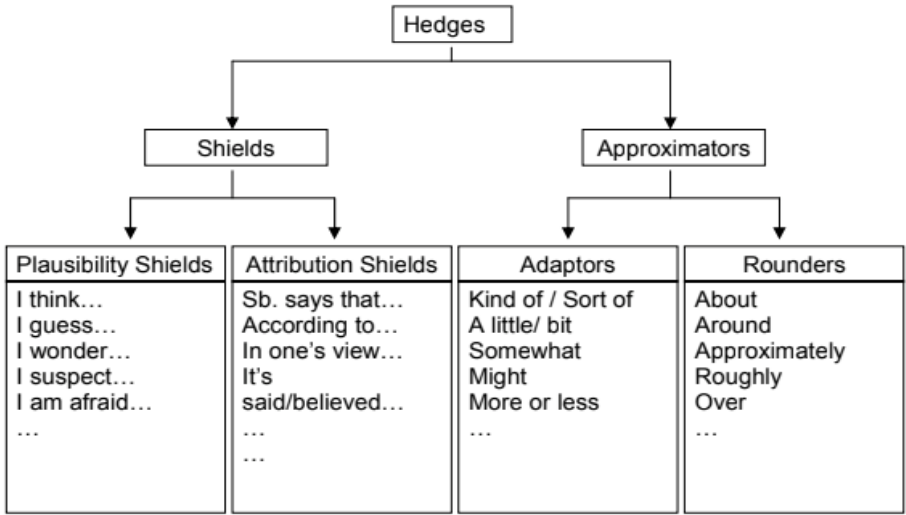 Hedges
Shields
Approximators
Plausibility Shields
I think…
I guess…
I wonder…
I suspect…
I am afraid…
…
Attribution Shields
Sb. says that…
According to…
In one's view…
It's
said/believed…
…
…
Adaptors
Kind of / Sort of
A little/ bit
Somewhat
Might
More or less
…
Rounders
About
Around
Approximately
Roughly
Over
…